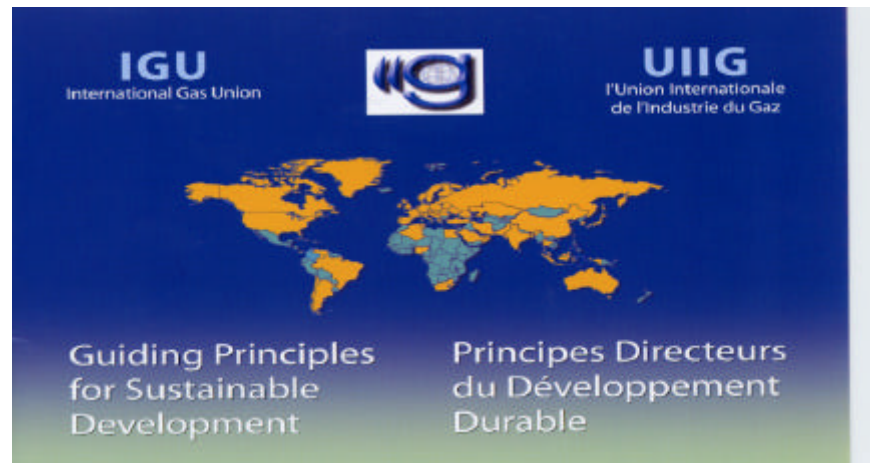 IGU
International Gas Union
UIIG
l'Union Internationale
de l'Industrie du Gaz
Guiding Principles
for Sustainable
Development
Principes Directeurs
du Développement
Durable